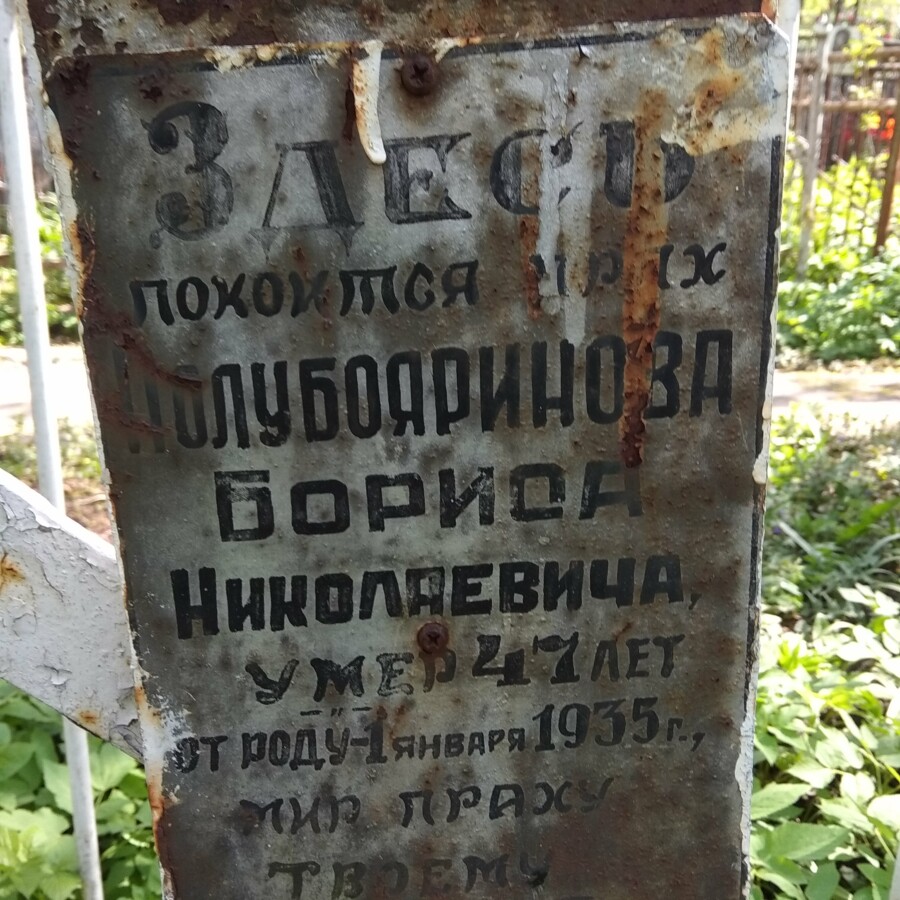 Здесь
покоится прах
Полубояринова
Бориса
Николаевича,
умер 47 лет
от роду-1 января 1935 г.,
мир праху
твоему